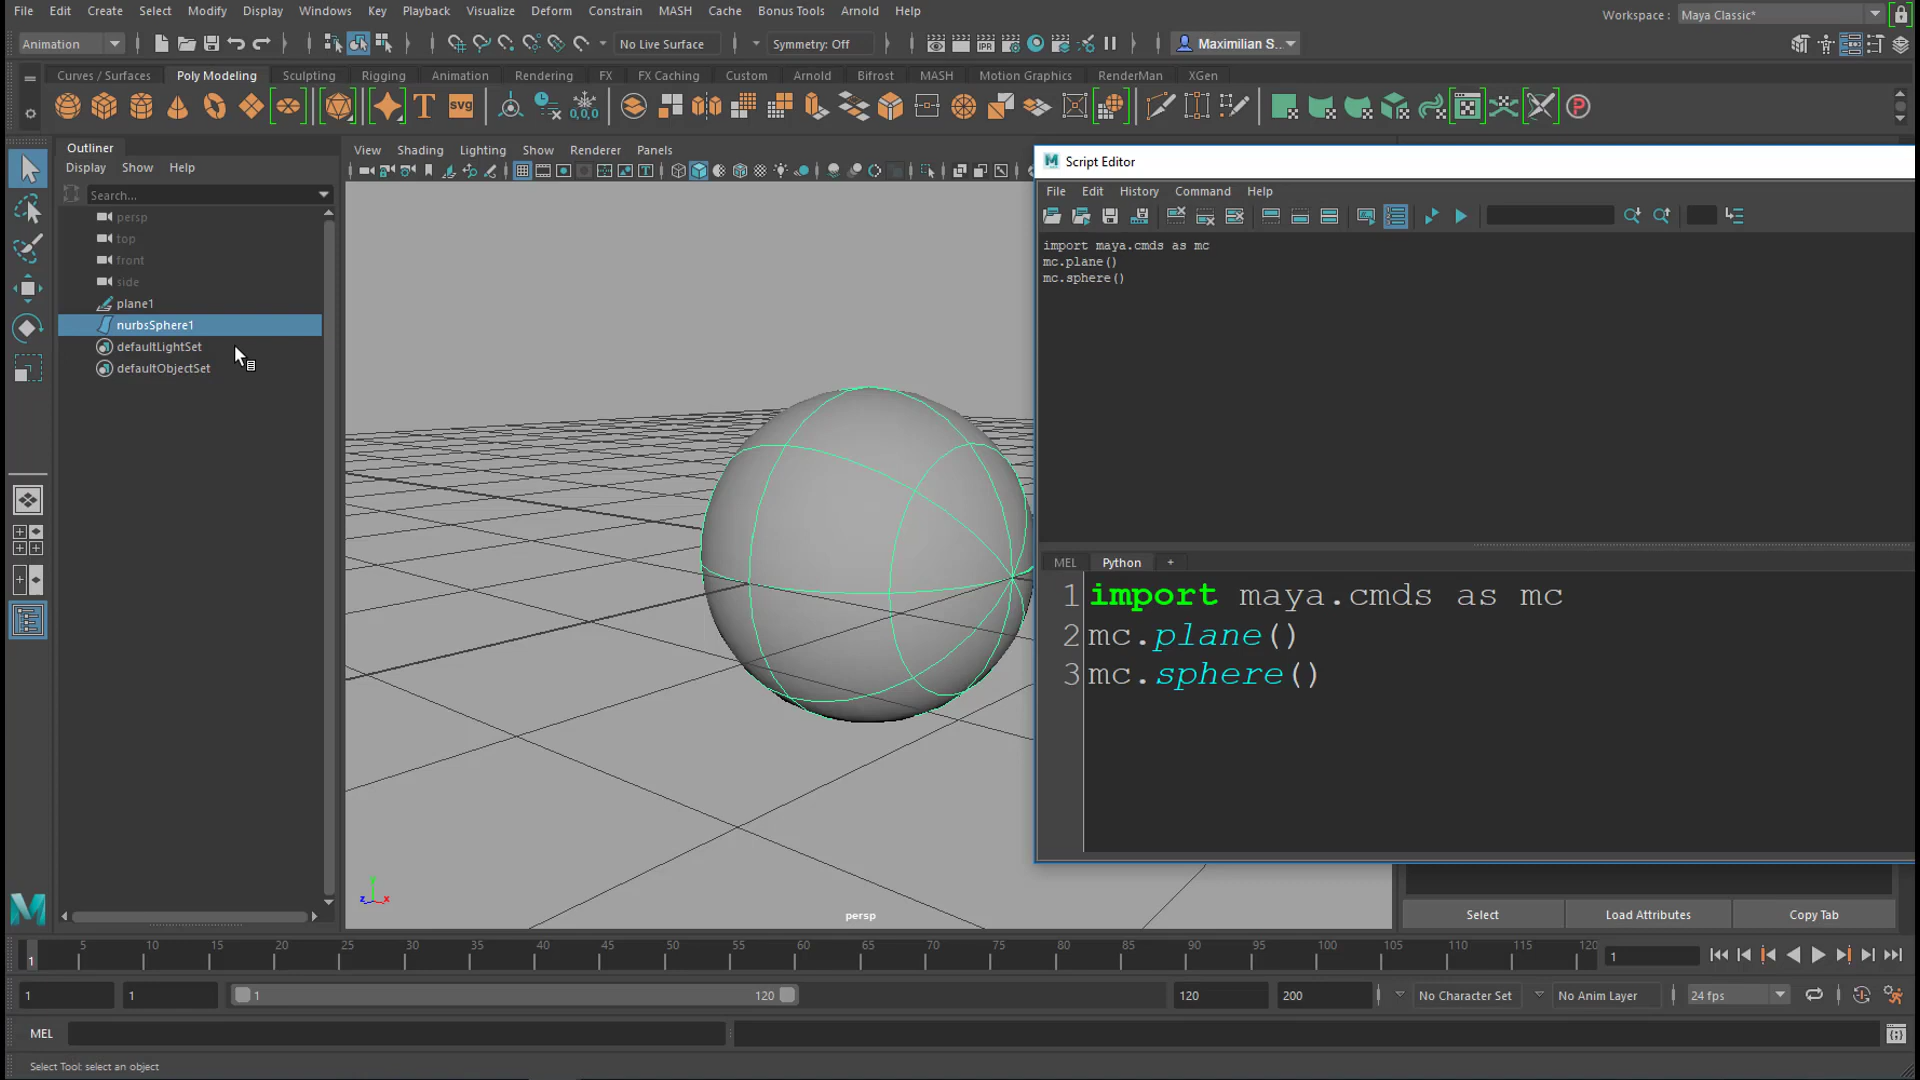 File Edit Create Select Modify Display Windows Key Playback Visualize Deform Constrain MASH Cache Bonus Tools Arnold Help
Workspace : Maya Classic*
Animation
No Live Surface
Symmetry: Off
Maximilian S...
Curves / Surfaces Poly Modeling Sculpting Rigging Animation Rendering FX FX Caching Custom Arnold Bifrost MASH Motion Graphics RenderMan XGen
T svg 0,0,0 P
Outliner
Display Show Help
Search...
persp
top
front
side
plane1
nurbsSphere1
defaultLightSet
defaultObjectSet
View Shading Lighting Show Renderer Panels
Script Editor
File Edit History Command Help
import maya.cmds as mc
mc.plane()
mc.sphere()
MEL Python +
1 import maya.cmds as mc
2 mc.plane()
3 mc.sphere()
z x
persp
Select Load Attributes Copy Tab
5 10 15 20 25 30 35 40 45 50 55 60 65 70 75 80 85 90 95 100 105 110 115 120
1
1
1 1 1 120 120 200 No Character Set No Anim Layer 24 fps
MEL
Select Tool: select an object